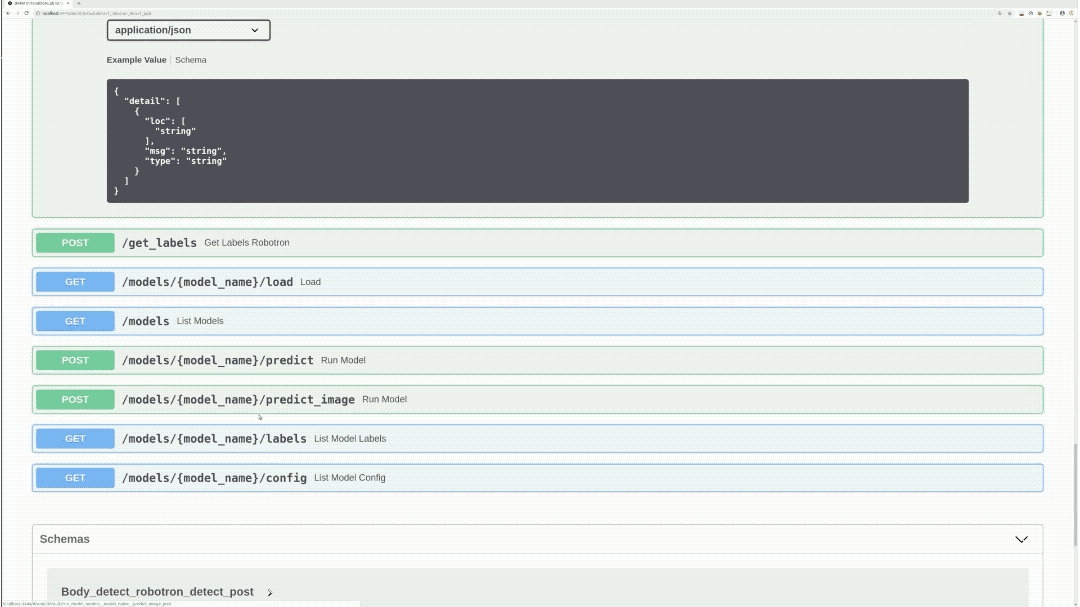 application/json
Example Value Schema
{
"detail": [
{
"loc": [
"string"
],
"msg": "string",
"type": "string"
}
]
}
POST /get_labels Get Labels Robotron
GET /models/{model_name}/load Load
GET /models List Models
POST /models/{model_name}/predict Run Model
POST /models/{model_name}/predict_image Run Model
GET /models/{model_name}/labels List Model Labels
GET /models/{model_name}/config List Model Config
Schemas
Body_detect_robotron_detect_post